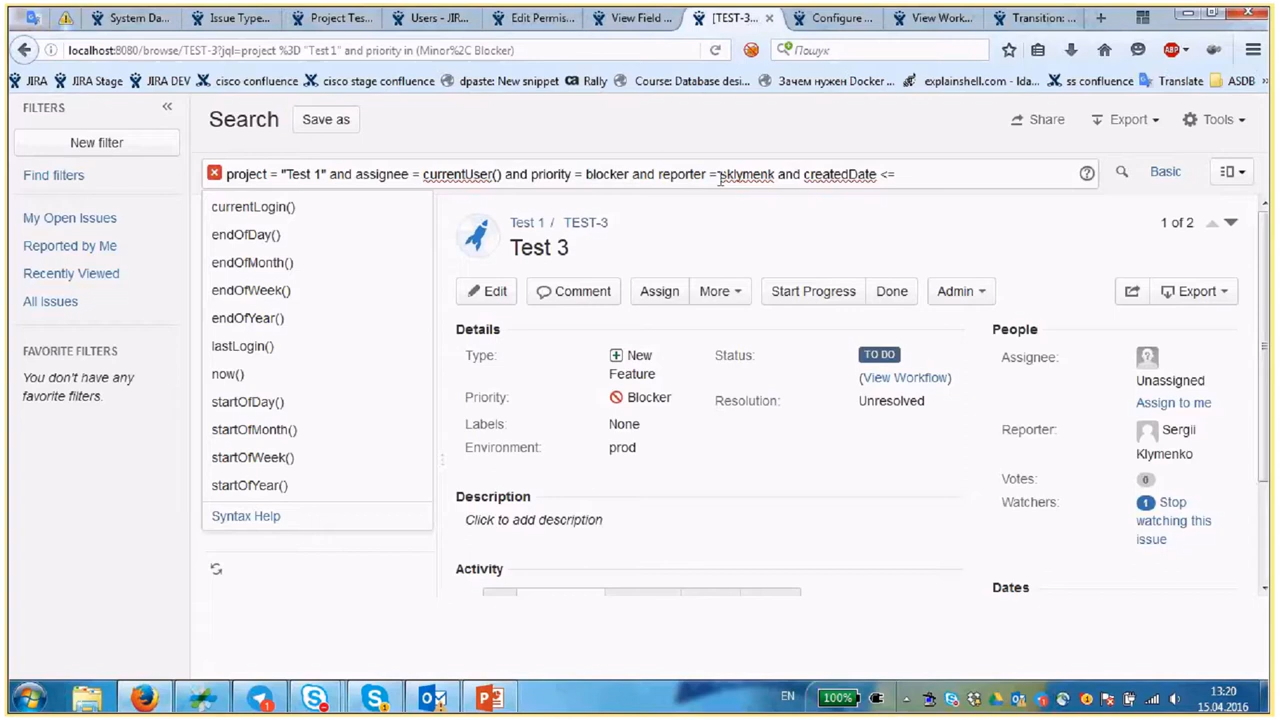 System Da...
Issue Type...
Project Tes...
Users - JIR...
Edit Permis...
View Field ...
[TEST-3...
Configure ...
View Work...
Transition: ...
localhost:8080/browse/TEST-3?jql=project %3D "Test 1" and priority in (Minor%2C Blocker)
Пошук
ABP
JIRA
JIRA Stage
JIRA DEV
cisco confluence
cisco stage confluence
dpaste: New snippet
ca Rally
Course: Database desi...
Зачем нужен Docker ...
explainshell.com - Ida...
ss confluence
Translate
ASDB
FILTERS
New filter
Find filters
My Open Issues
Reported by Me
Recently Viewed
All Issues
FAVORITE FILTERS
You don't have any
favorite filters.
Search
Save as
Share
Export
Tools
project = "Test 1" and assignee = currentUser() and priority = blocker and reporter = sklymenk and createdDate <=
Basic
currentLogin()
endOfDay()
endOfMonth()
endOfWeek()
endOfYear()
lastLogin()
now()
startOfDay()
startOfMonth()
startOfWeek()
startOfYear()
Syntax Help
Test 1 / TEST-3
Test 3
1 of 2
Edit
Comment
Assign
More
Start Progress
Done
Admin
Export
Details
Type:
New
Feature
Status:
TO DO
(View Workflow)
Priority:
Blocker
Resolution:
Unresolved
Labels:
None
Environment:
prod
Description
Click to add description
Activity
People
Assignee:
Unassigned
Assign to me
Reporter:
Sergii
Klymenko
Votes:
0
Watchers:
1 Stop
watching this
issue
Dates
EN
100%
13:20
15.04.2016